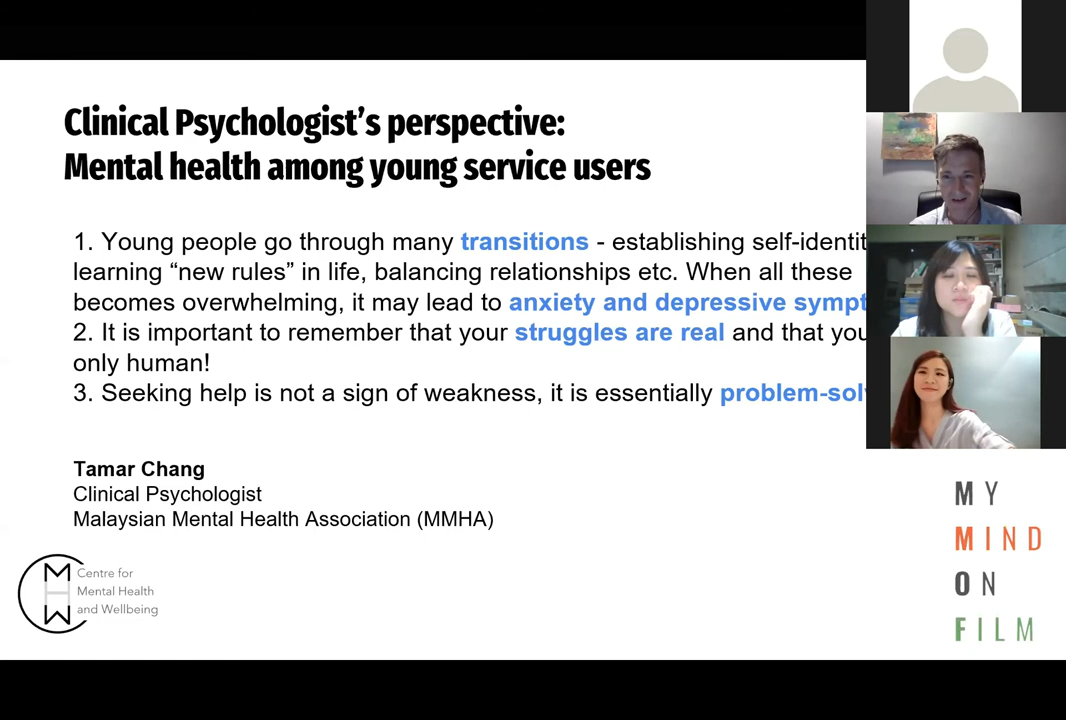 Clinical Psychologist’s perspective:
Mental health among young service users
1. Young people go through many transitions - establishing self-identit
learning “new rules” in life, balancing relationships etc. When all these
becomes overwhelming, it may lead to anxiety and depressive sympt
2. It is important to remember that your struggles are real and that you
only human!
3. Seeking help is not a sign of weakness, it is essentially problem-solv
Tamar Chang
Clinical Psychologist
Malaysian Mental Health Association (MMHA)
Centre for
Mental Health
and Wellbeing
MY
MIND
ON
FILM